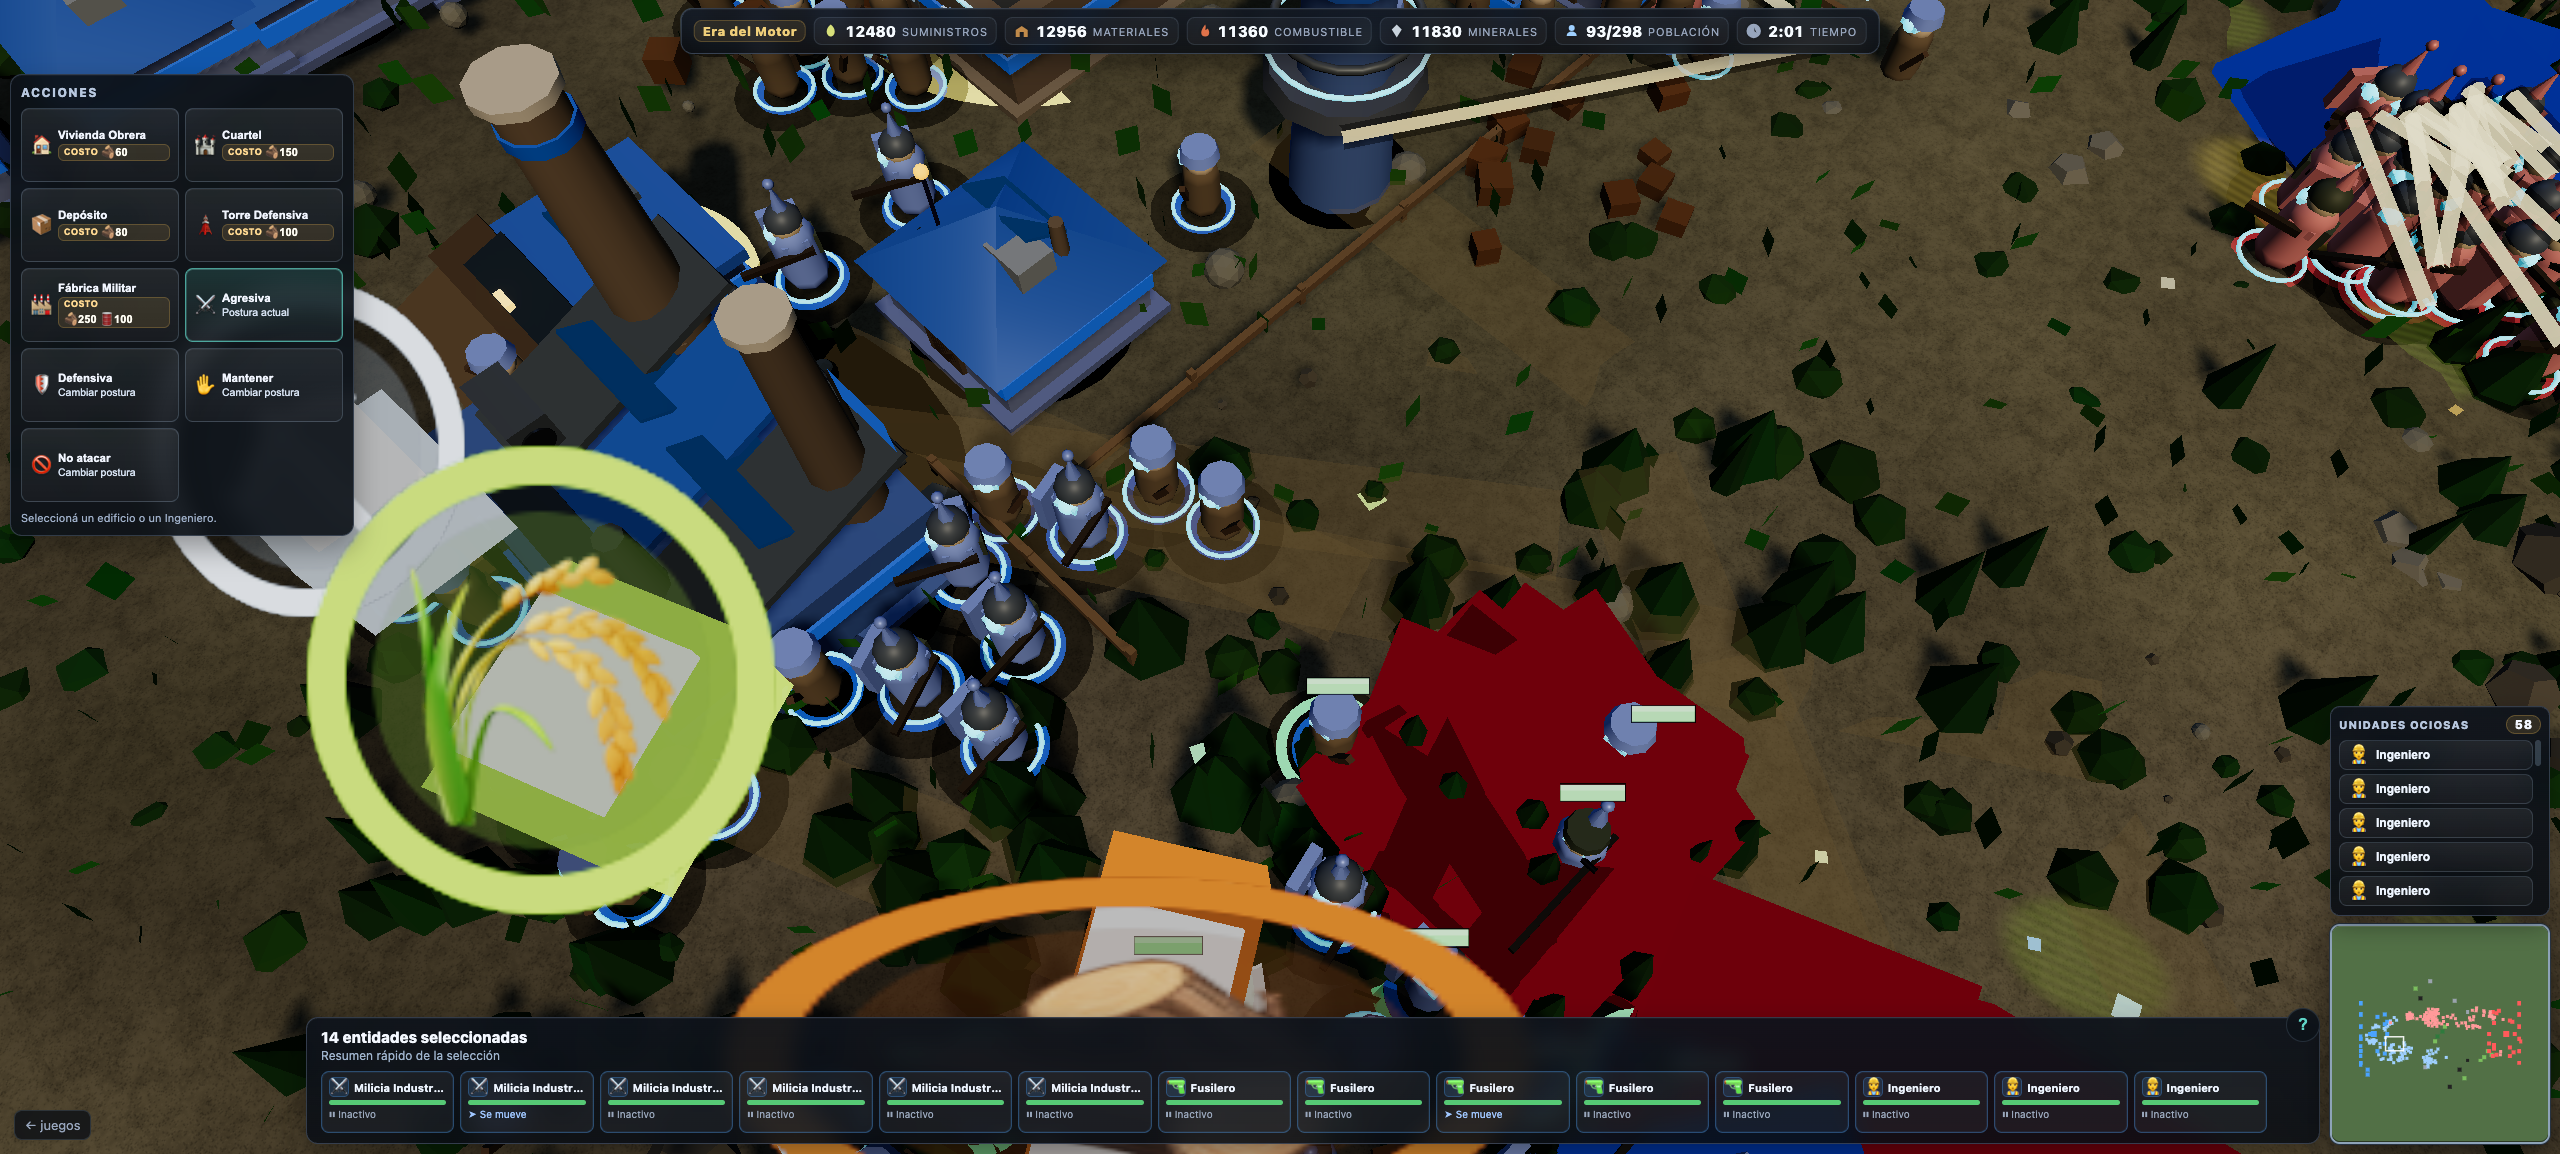 Era del Motor
12480 SUMINISTROS
12956 MATERIALES
11360 COMBUSTIBLE
11830 MINERALES
93/298 POBLACIÓN
2:01 TIEMPO
ACCIONES
Vivienda Obrera
COSTO 60
Cuartel
COSTO 150
Depósito
COSTO 80
Torre Defensiva
COSTO 100
Fábrica Militar
COSTO
250 100
Agresiva
Postura actual
Defensiva
Cambiar postura
Mantener
Cambiar postura
No atacar
Cambiar postura
Seleccioná un edificio o un Ingeniero.
UNIDADES OCIOSAS 58
Ingeniero
Ingeniero
Ingeniero
Ingeniero
Ingeniero
?
14 entidades seleccionadas
Resumen rápido de la selección
Milicia Industr...
Inactivo
Milicia Industr...
Se mueve
Milicia Industr...
Inactivo
Milicia Industr...
Inactivo
Milicia Industr...
Inactivo
Milicia Industr...
Inactivo
Fusilero
Inactivo
Fusilero
Inactivo
Fusilero
Se mueve
Fusilero
Inactivo
Fusilero
Inactivo
Ingeniero
Inactivo
Ingeniero
Inactivo
Ingeniero
Inactivo
← juegos